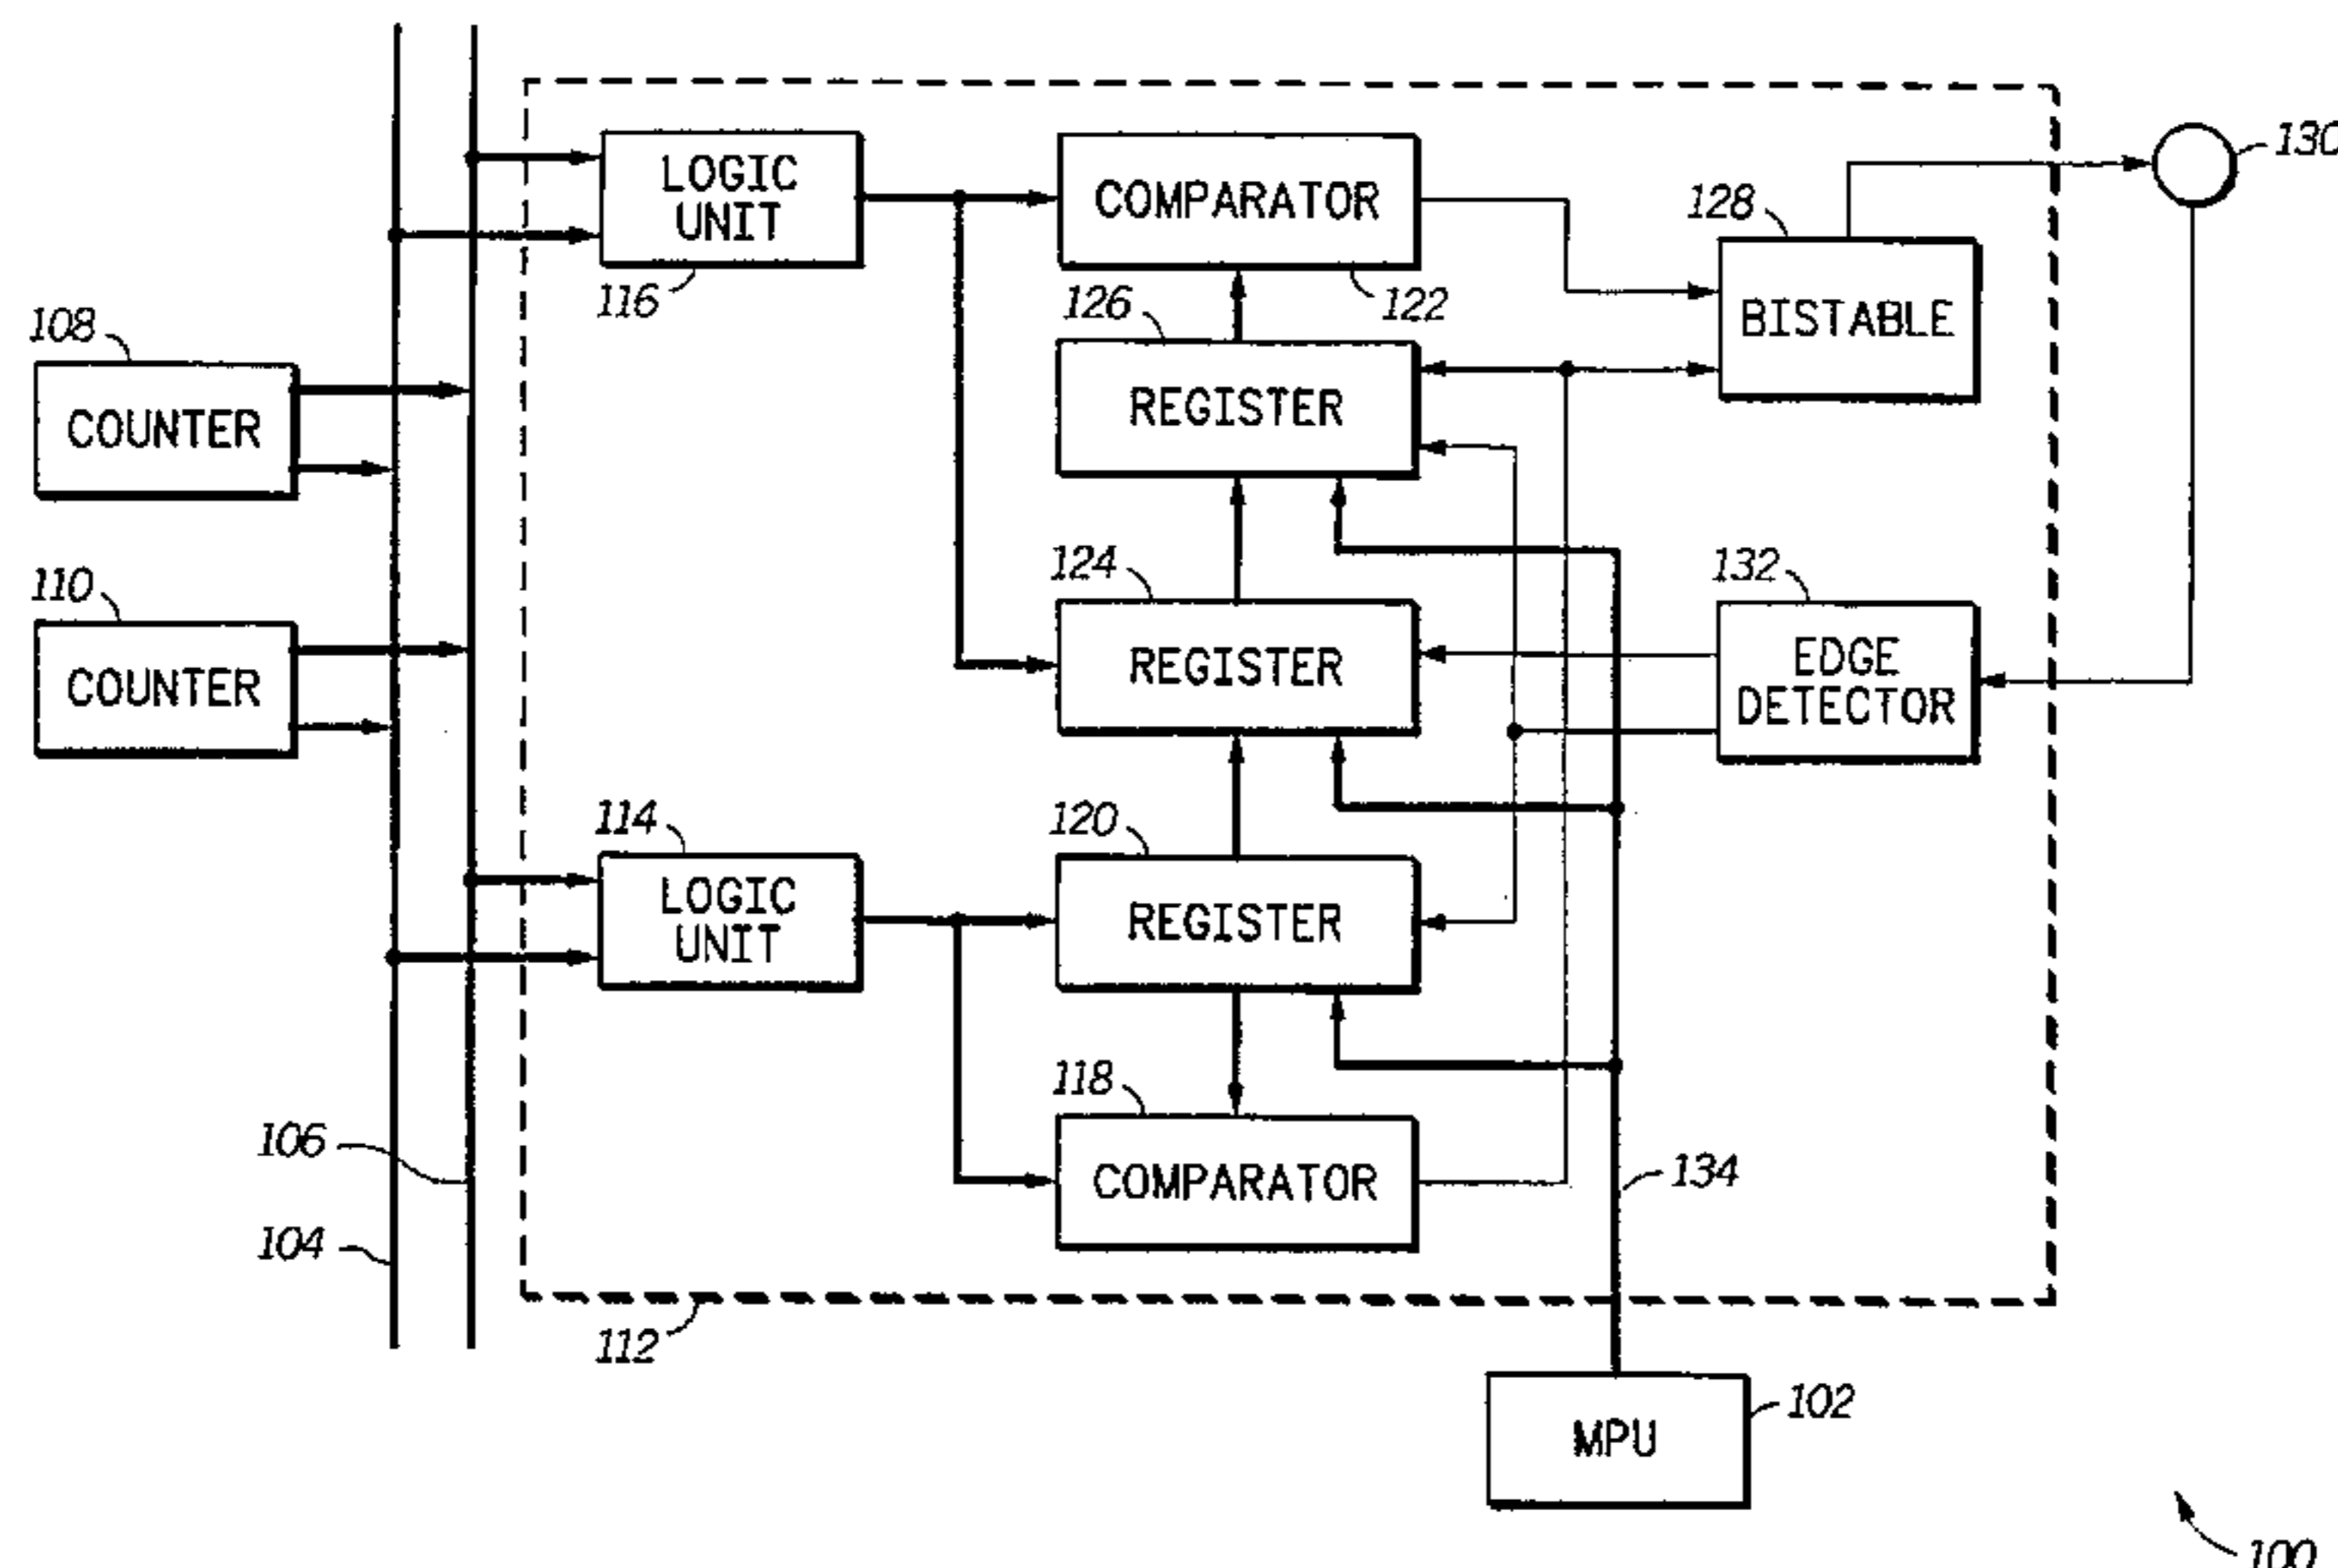 130
LOGIC
UNIT
COMPARATOR
128
116
126
122
BISTABLE
108
COUNTER
REGISTER
110
124
132
COUNTER
REGISTER
EDGE
DETECTOR
114
120
LOGIC
UNIT
REGISTER
118
106
COMPARATOR
134
104
112
MPU
102
100